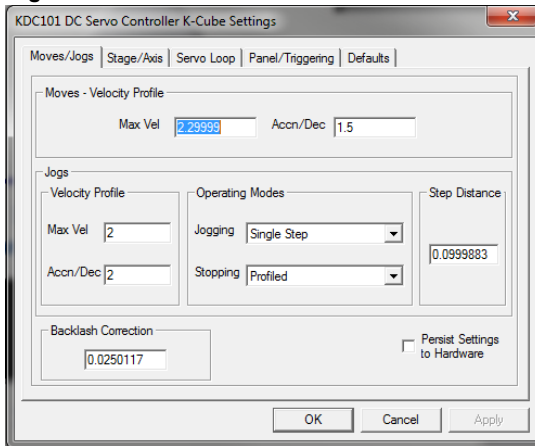 KDC101 DC Servo Controller K-Cube Settings
Moves/Jogs Stage/Axis Servo Loop Panel/Triggering Defaults
Moves - Velocity Profile
Max Vel 2.29999 Accn/Dec 1.5
Jogs
Velocity Profile Operating Modes Step Distance
Max Vel 2 Jogging Single Step
0.0999883
Accn/Dec 2 Stopping Profiled
Backlash Correction
0.0250117
Persist Settings
to Hardware
OK Cancel Apply